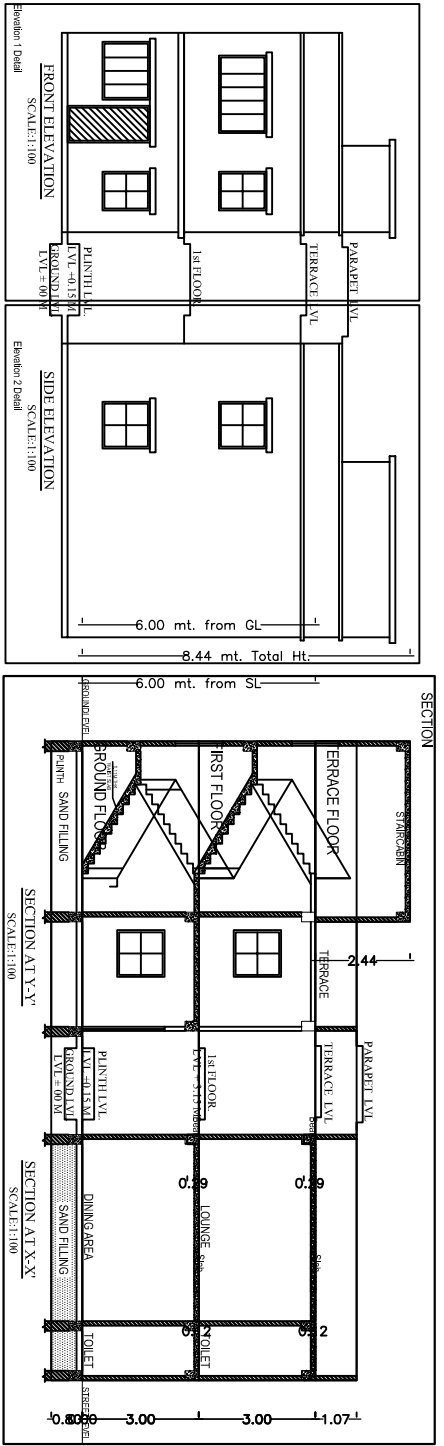 Elevation 1 Detail
FRONT ELEVATION
SCALE:1:100
PARAPET LVL
TERRACE LVL
1st FLOOR
PLINTH LVL.
LVL +0.15 M
GROUND LVL
LVL ± 00 M
Elevation 2 Detail
SIDE ELEVATION
SCALE:1:100
6.00 mt. from GL
8.44 mt. Total Ht.
SECTION
6.00 mt. from SL
GROUND LEVEL
STAIRCABIN
TERRACE FLOOR
FIRST FLOOR
GROUND FLOOR
PLINTH
SAND FILLING
2.44
TERRACE
SECTION AT Y-Y'
SCALE:1:100
PARAPET LVL
TERRACE LVL
1st FLOOR
PLINTH LVL.
LVL +0.15 M
GROUND LVL
LVL ± 00 M
0.29
0.29
Slab
Slab
LOUNGE
DINING AREA
SAND FILLING
TOILET
TOILET
SECTION AT X-X'
SCALE:1:100
STREET LEVEL
3.00
3.00
1.07